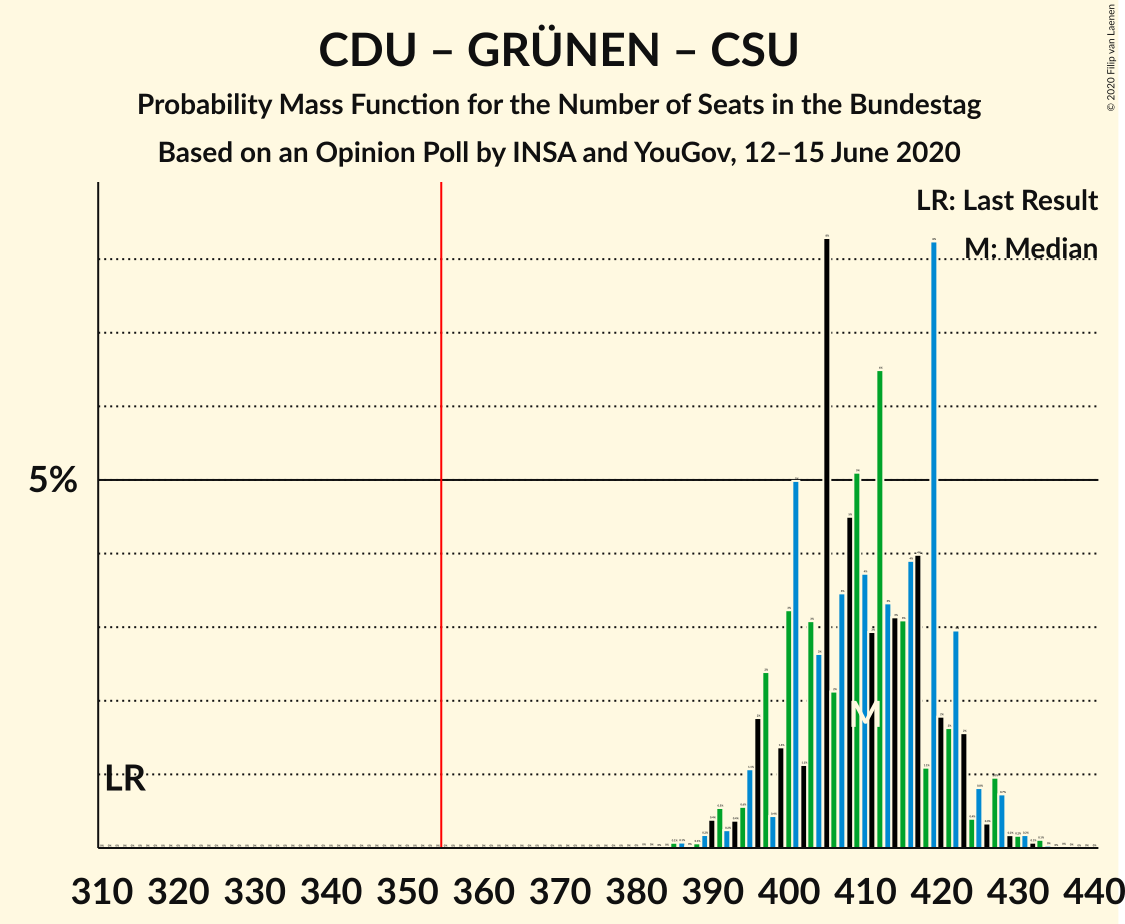 CDU – GRÜNEN – CSU
Probability Mass Function for the Number of Seats in the Bundestag
Based on an Opinion Poll by INSA and YouGov, 12–15 June 2020
© 2020 Filip van Laenen
LR: Last Result
M: Median
5%
LR
M
310 320 330 340 350 360 370 380 390 400 410 420 430 440